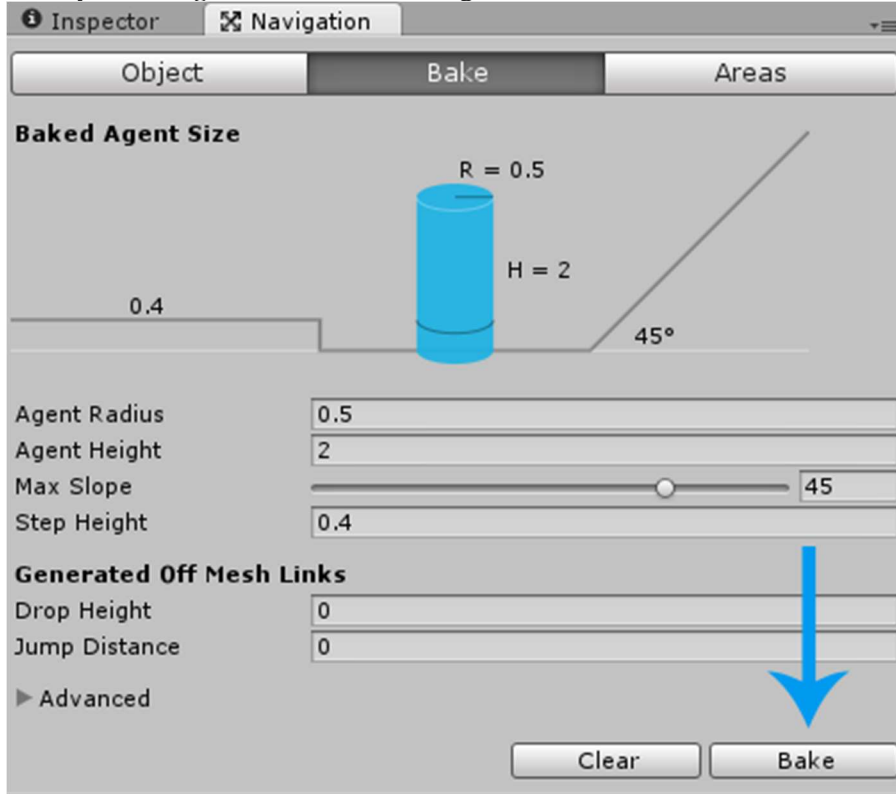 Inspector Navigation
Object Bake Areas
Baked Agent Size
R = 0.5
H = 2
0.4
45°
Agent Radius 0.5
Agent Height 2
Max Slope 45
Step Height 0.4
Generated Off Mesh Links
Drop Height 0
Jump Distance 0
Advanced
Clear Bake